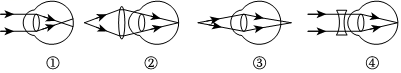 ① ② ③ ④